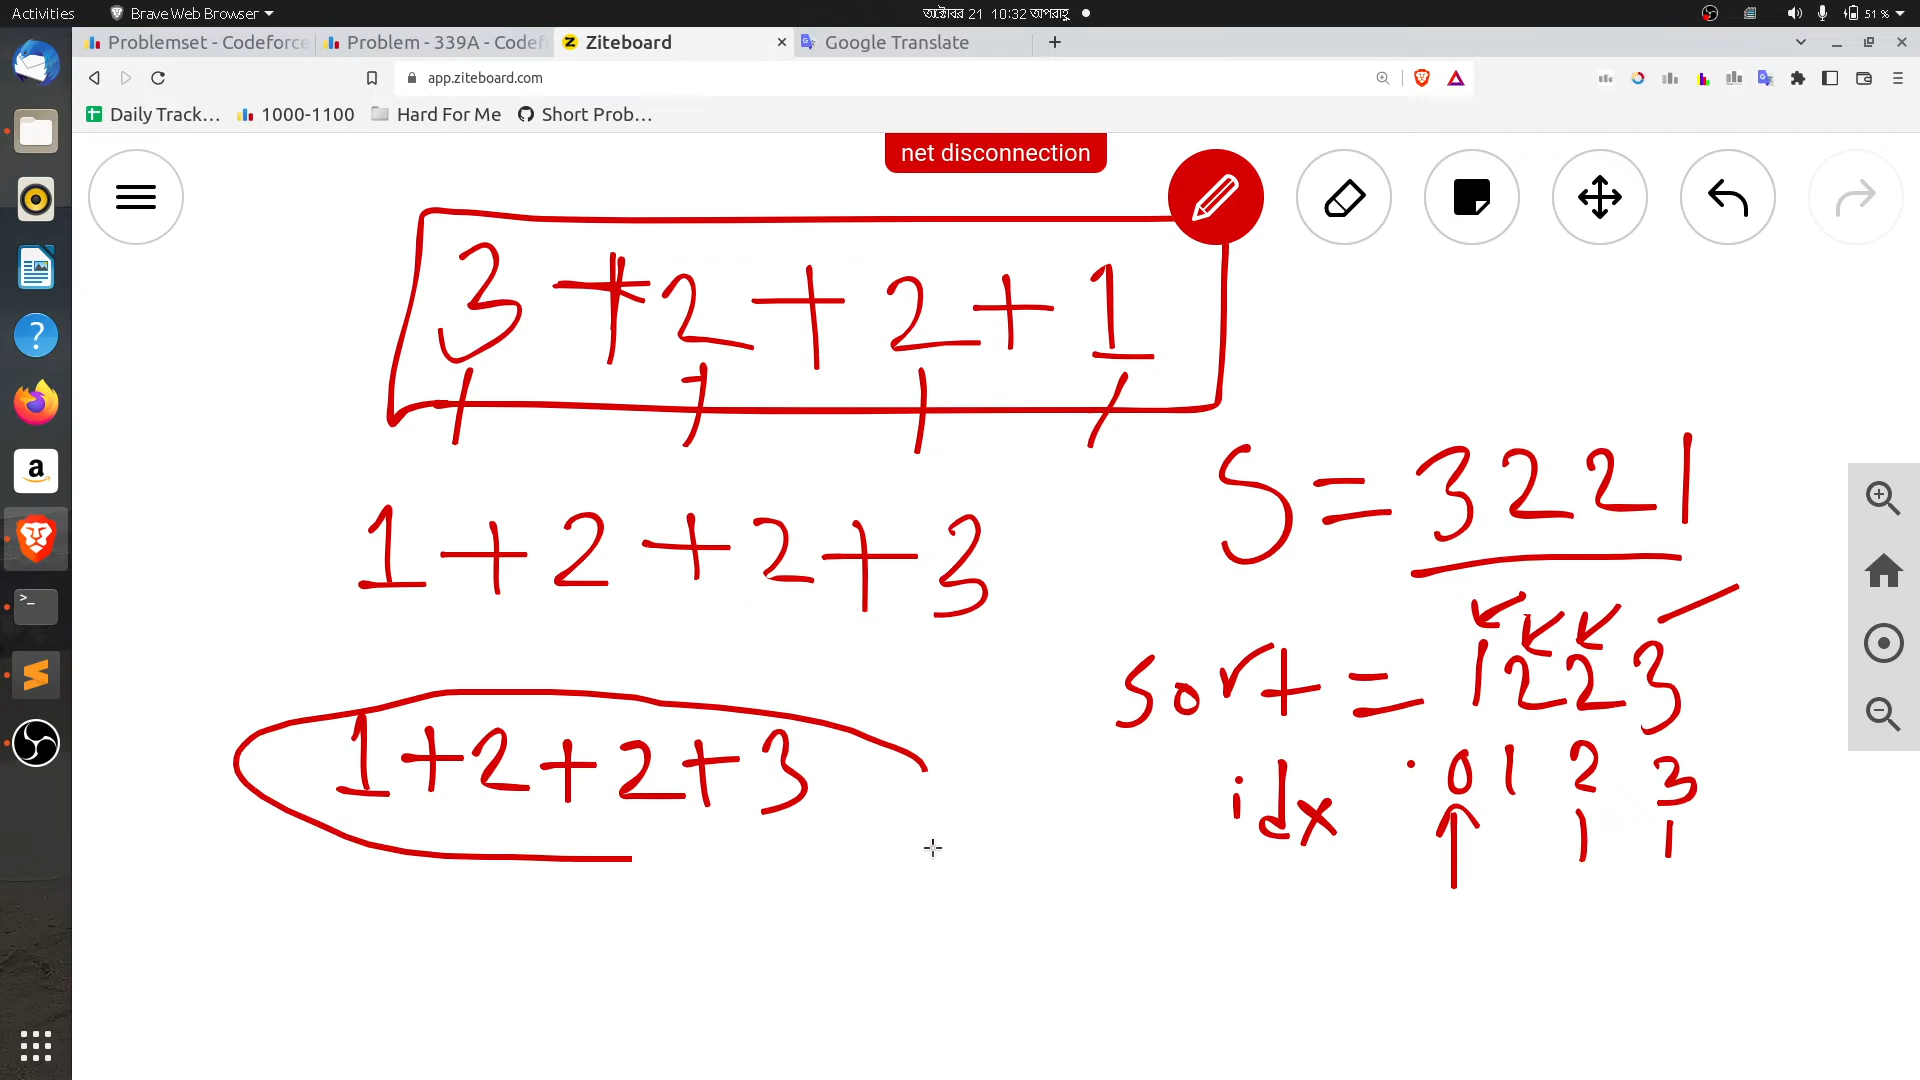 Activities
Brave Web Browser
অক্টোবর 21 10:32 অপরাহ্ন
51 %
Problemset - Codeforce
Problem - 339A - Codef
Ziteboard
Google Translate
app.ziteboard.com
Daily Track...
1000-1100
Hard For Me
Short Prob...
net disconnection
3 + 2 + 2 + 1
1 + 2 + 2 + 3
S = 3221
sort = 1223
1+2+2+3
idx 0 1 2 3